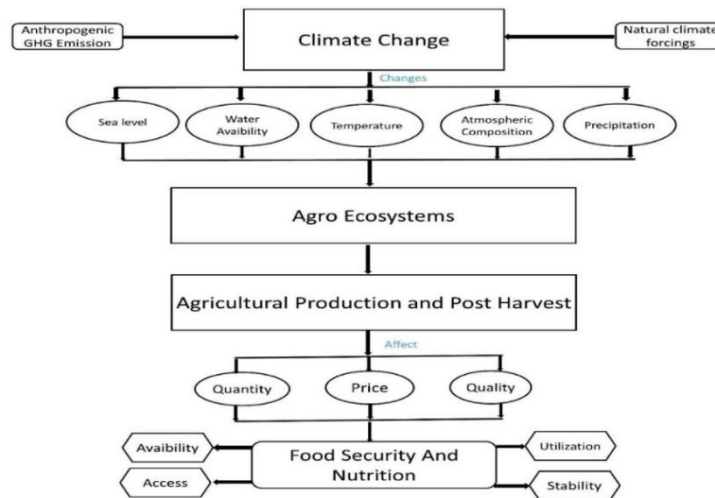 Anthropogenic
GHG Emission
Climate Change
Natural climate
forcings
Changes
Sea level
Water
Avaibility
Temperature
Atmospheric
Composition
Precipitation
Agro Ecosystems
Agricultural Production and Post Harvest
Affect
Quantity
Price
Quality
Avaibility
Food Security And
Nutrition
Utilization
Access
Stability